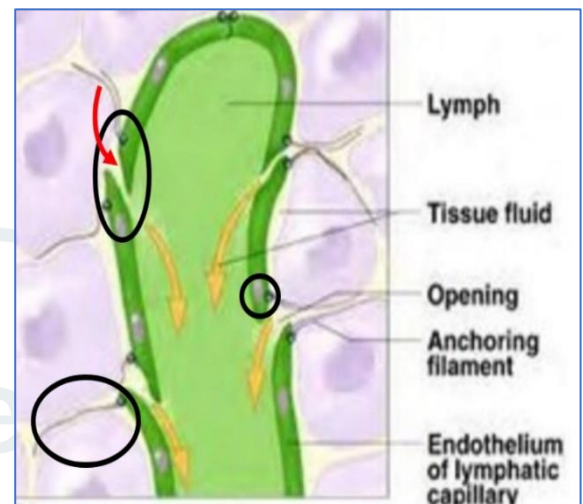 Lymph
Tissue fluid
Opening
Anchoring
filament
Endothelium
of lymphatic
capillary